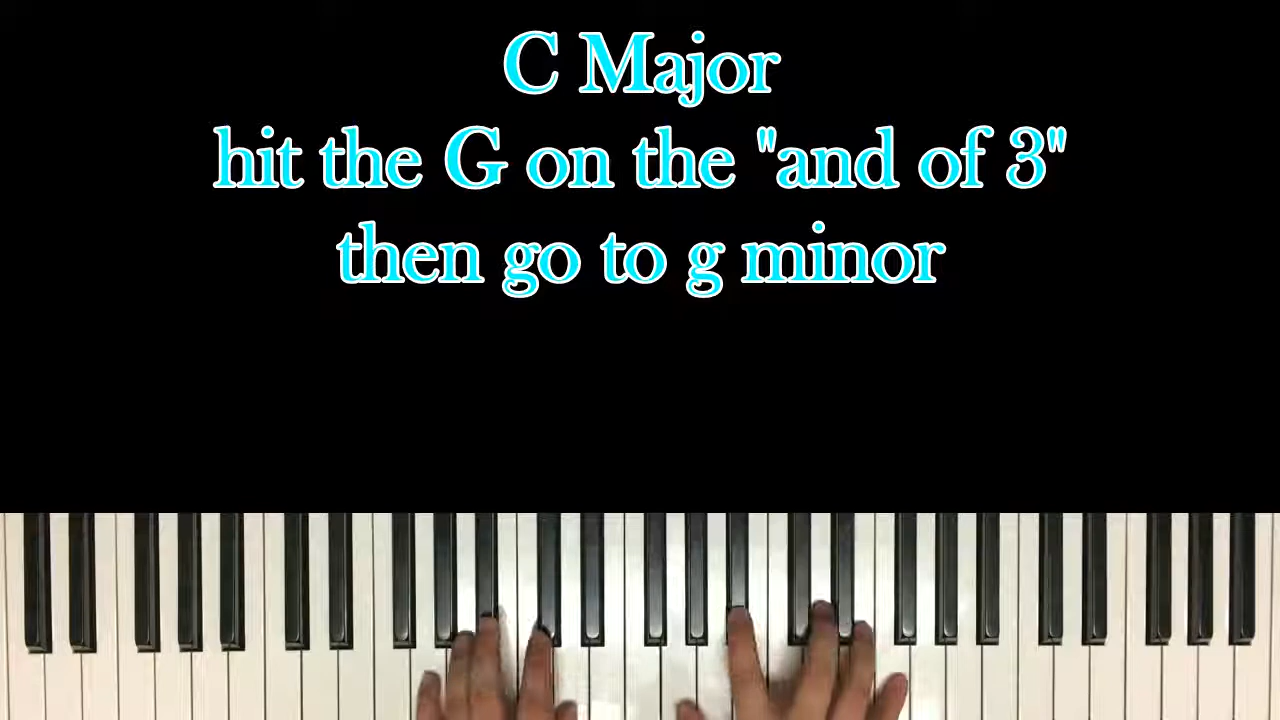 C Major
hit the G on the "and of 3"
then go to g minor